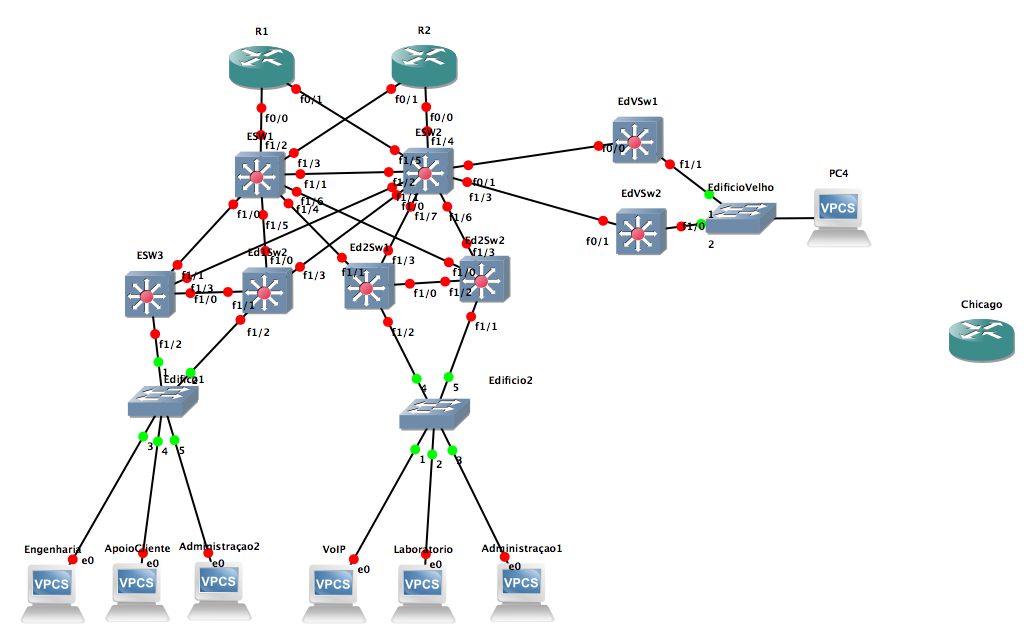 R1
R2
f0/1
f0/1
f0/0
f0/0
EdVSw1
ESW1
ESW2
f1/2
f1/4
f0/0
f1/3
f1/5
f1/1
PC4
f1/1
f1/2
f0/1
VPCS
EdVSw2
EdificioVelho
f1/6
f1/4
f1/1
f1/3
f1/0
f1/0
f1/7
f1/6
1
f1/0
f1/5
f0/1
2
Ed2Sw1
Ed2Sw2
ESW3
f1/0
f1/3
f1/3
f1/1
f1/3
f1/1
f1/0
f1/3
f1/0
f1/1
f1/0
f1/2
Chicago
f1/2
f1/2
f1/1
f1/2
1
Edificio2
4
5
3
4
5
1
2
3
Engenharia
ApoioCliente
Administraçao2
VoIP
Laboratorio
Administraçao1
e0
e0
e0
e0
e0
e0
VPCS
VPCS
VPCS
VPCS
VPCS
VPCS